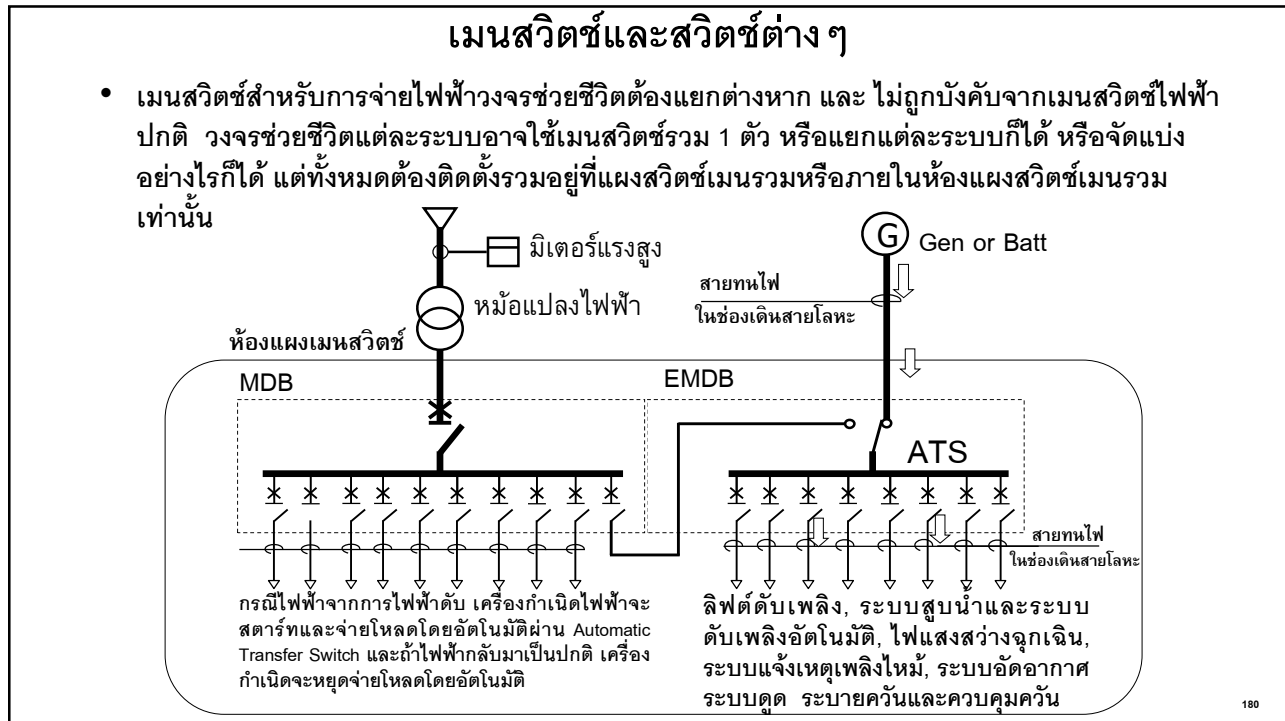 เมนสวิตช์และสวิตช์ต่าง ๆ
• เมนสวิตช์สำหรับการจ่ายไฟฟ้าวงจรช่วยชีวิตต้องแยกต่างหาก และ ไม่ถูกบังคับจากเมนสวิตช์ไฟฟ้า
ปกติ วงจรช่วยชีวิตแต่ละระบบอาจใช้เมนสวิตช์รวม 1 ตัว หรือแยกแต่ละระบบก็ได้ หรือจัดแบ่ง
อย่างไรก็ได้ แต่ทั้งหมดต้องติดตั้งรวมอยู่ที่แผงสวิตช์เมนรวมหรือภายในห้องแผงสวิตช์เมนรวม
เท่านั้น
มิเตอร์แรงสูง
G Gen or Batt
สายทนไฟ
ในช่องเดินสายโลหะ
หม้อแปลงไฟฟ้า
ห้องแผงเมนสวิตช์
MDB
EMDB
ATS
สายทนไฟ
ในช่องเดินสายโลหะ
กรณีไฟฟ้าจากการไฟฟ้าดับ เครื่องกำเนิดไฟฟ้าจะ
สตาร์ทและจ่ายโหลดโดยอัตโนมัติผ่าน Automatic
Transfer Switch และถ้าไฟฟ้ากลับมาเป็นปกติ เครื่อง
กำเนิดจะหยุดจ่ายโหลดโดยอัตโนมัติ
ลิฟต์ดับเพลิง, ระบบสูบน้ำและระบบ
ดับเพลิงอัตโนมัติ, ไฟแสงสว่างฉุกเฉิน,
ระบบแจ้งเหตุเพลิงไหม้, ระบบอัดอากาศ
ระบบดูด ระบายควันและควบคุมควัน
180